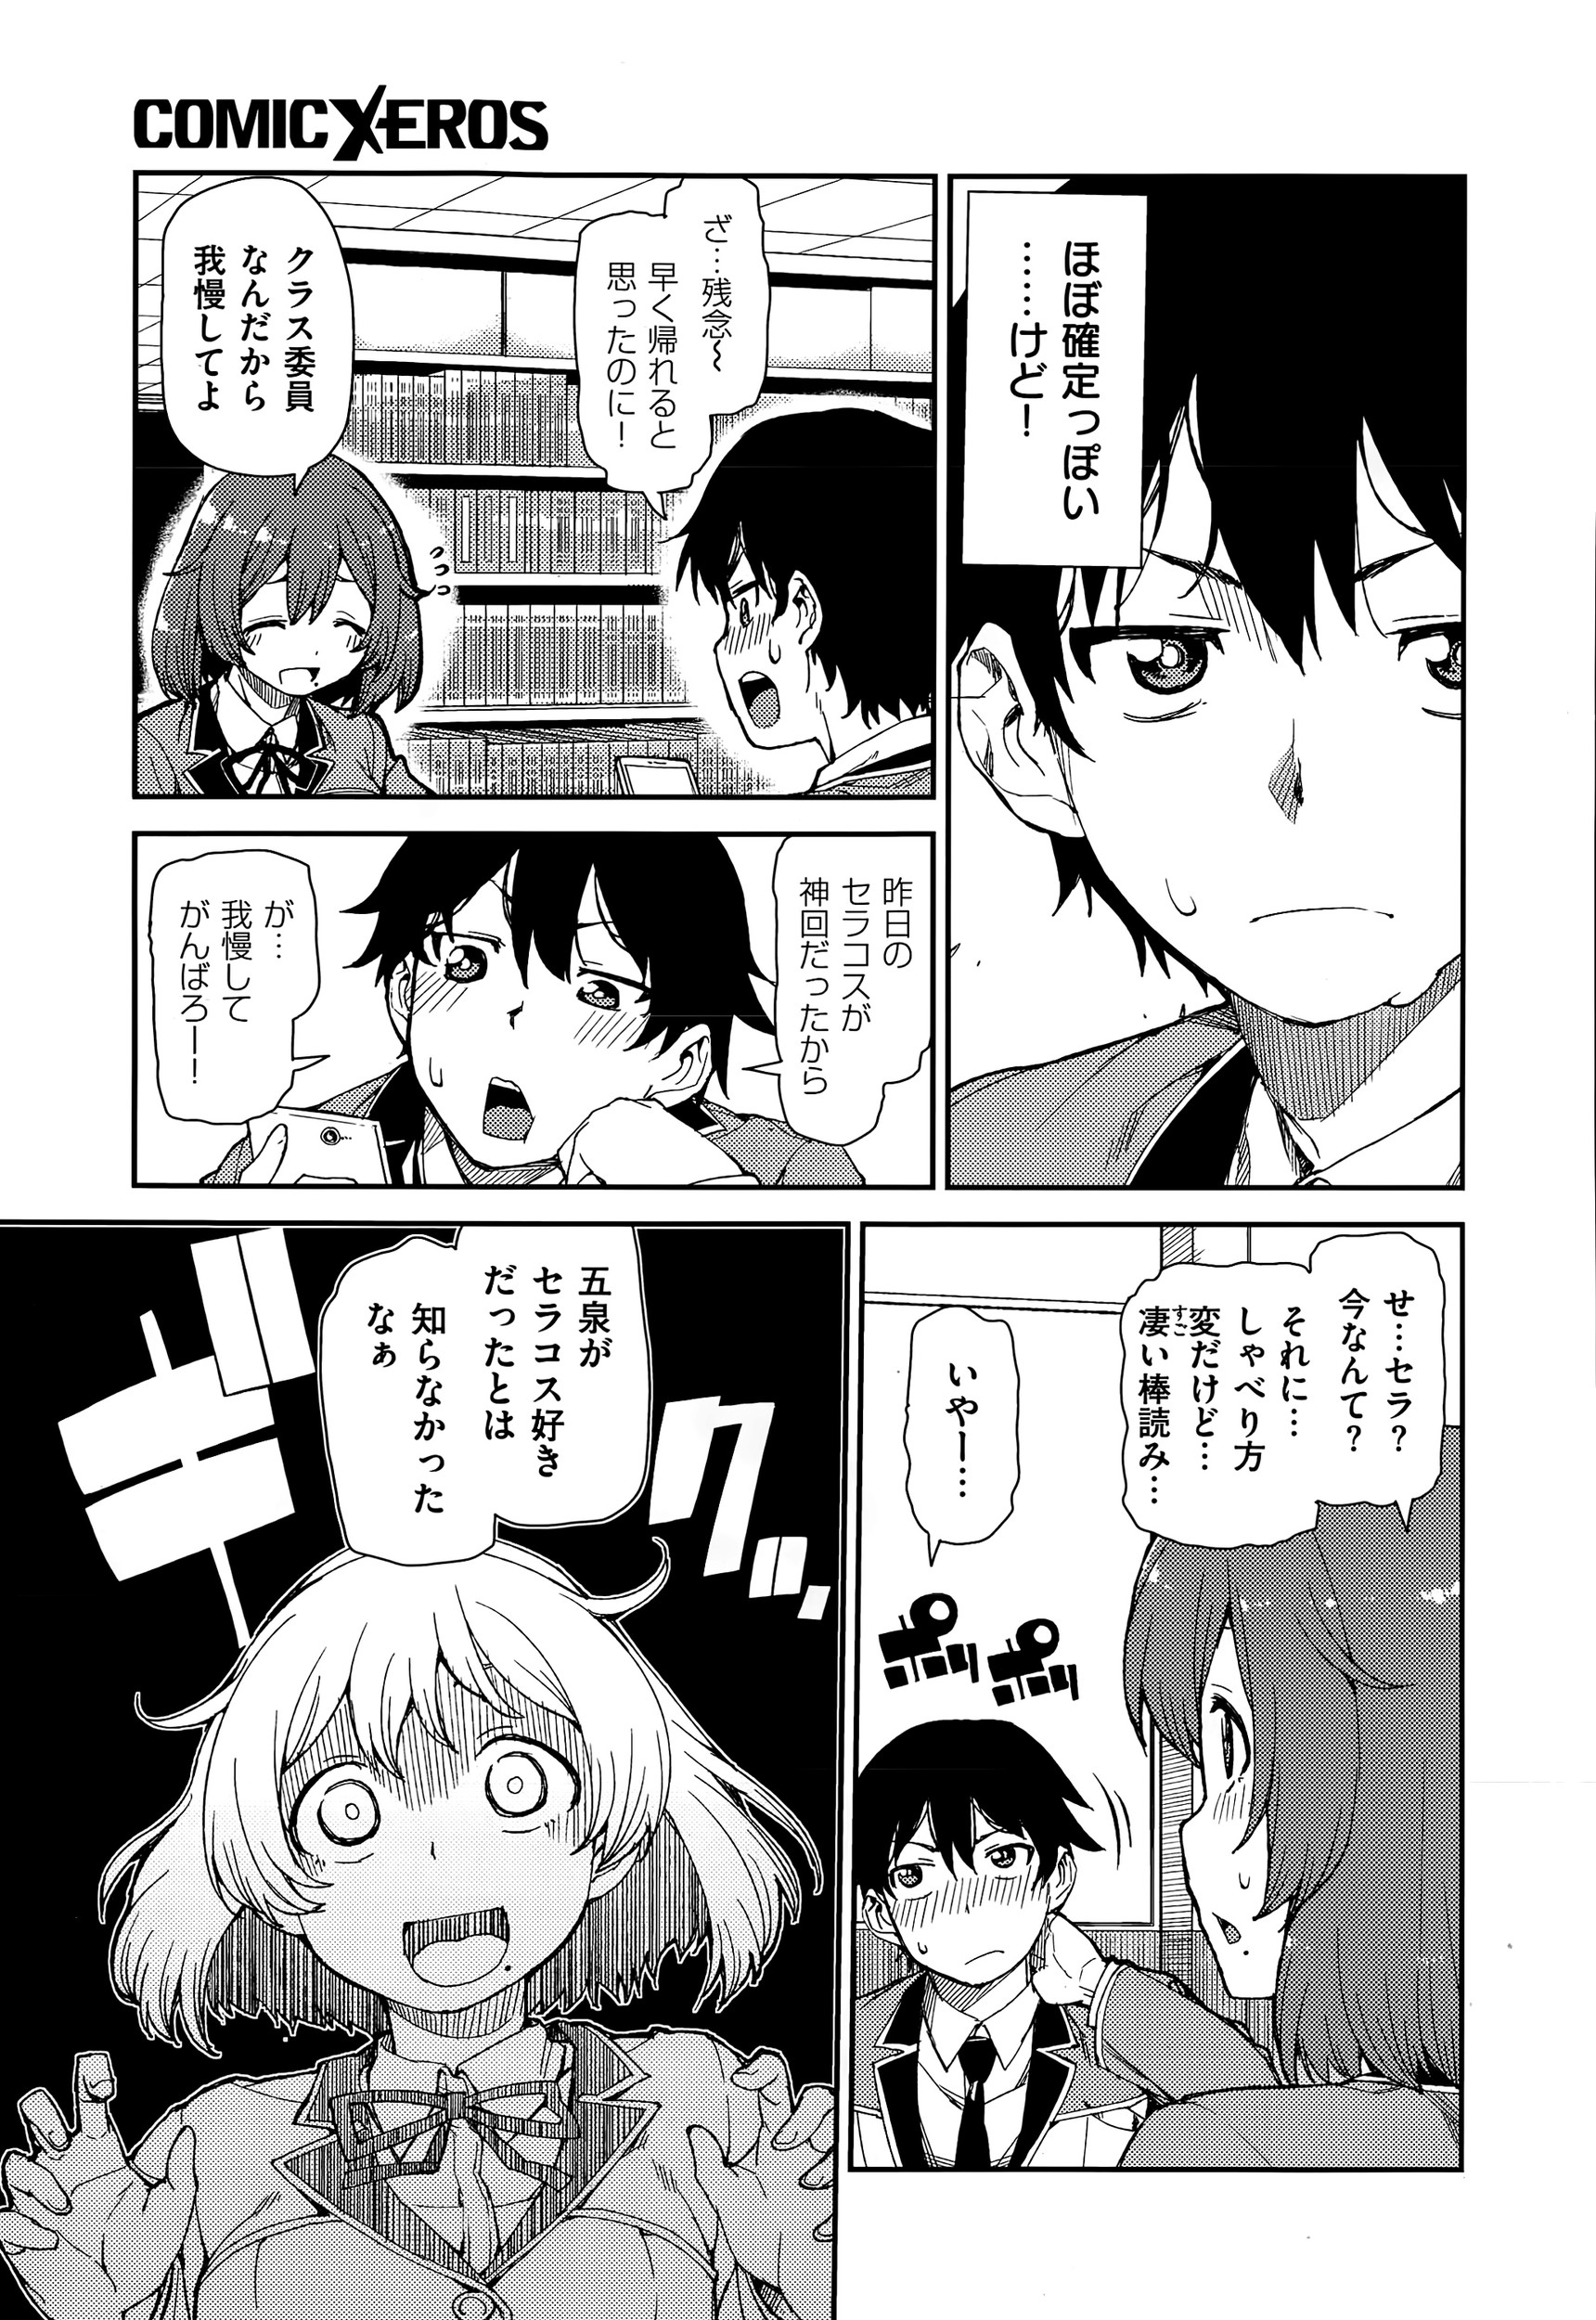 COMIC XEROS
ほぼ確定っぽい
……けど！
ざ…残念〜
早く帰れると
思ったのに！
クラス委員
なんだから
我慢してよ
昨日の
セラコスが
神回だったから
が…
我慢して
がんばろー！
せ…セラ？
今なんて？
それに…
しゃべり方
変だけど…
凄い棒読み…
すご
いやー…
ポリ
ポリ
五泉が
セラコス好き
だったとは
知らなかった
なぁ